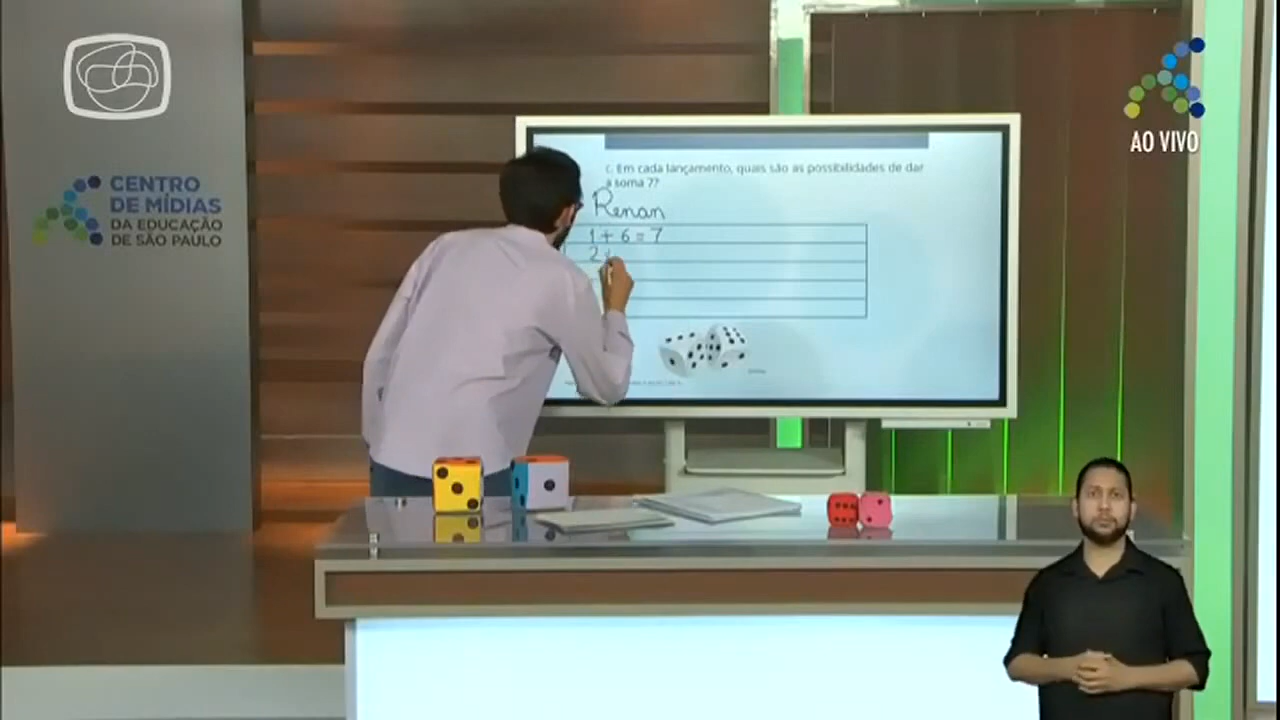 CENTRO
DE MÍDIAS
DA EDUCAÇÃO
DE SÃO PAULO
AO VIVO
c. Em cada lançamento, quais são as possibilidades de dar
a soma 7?
Renan
1 + 6 = 7
2 +